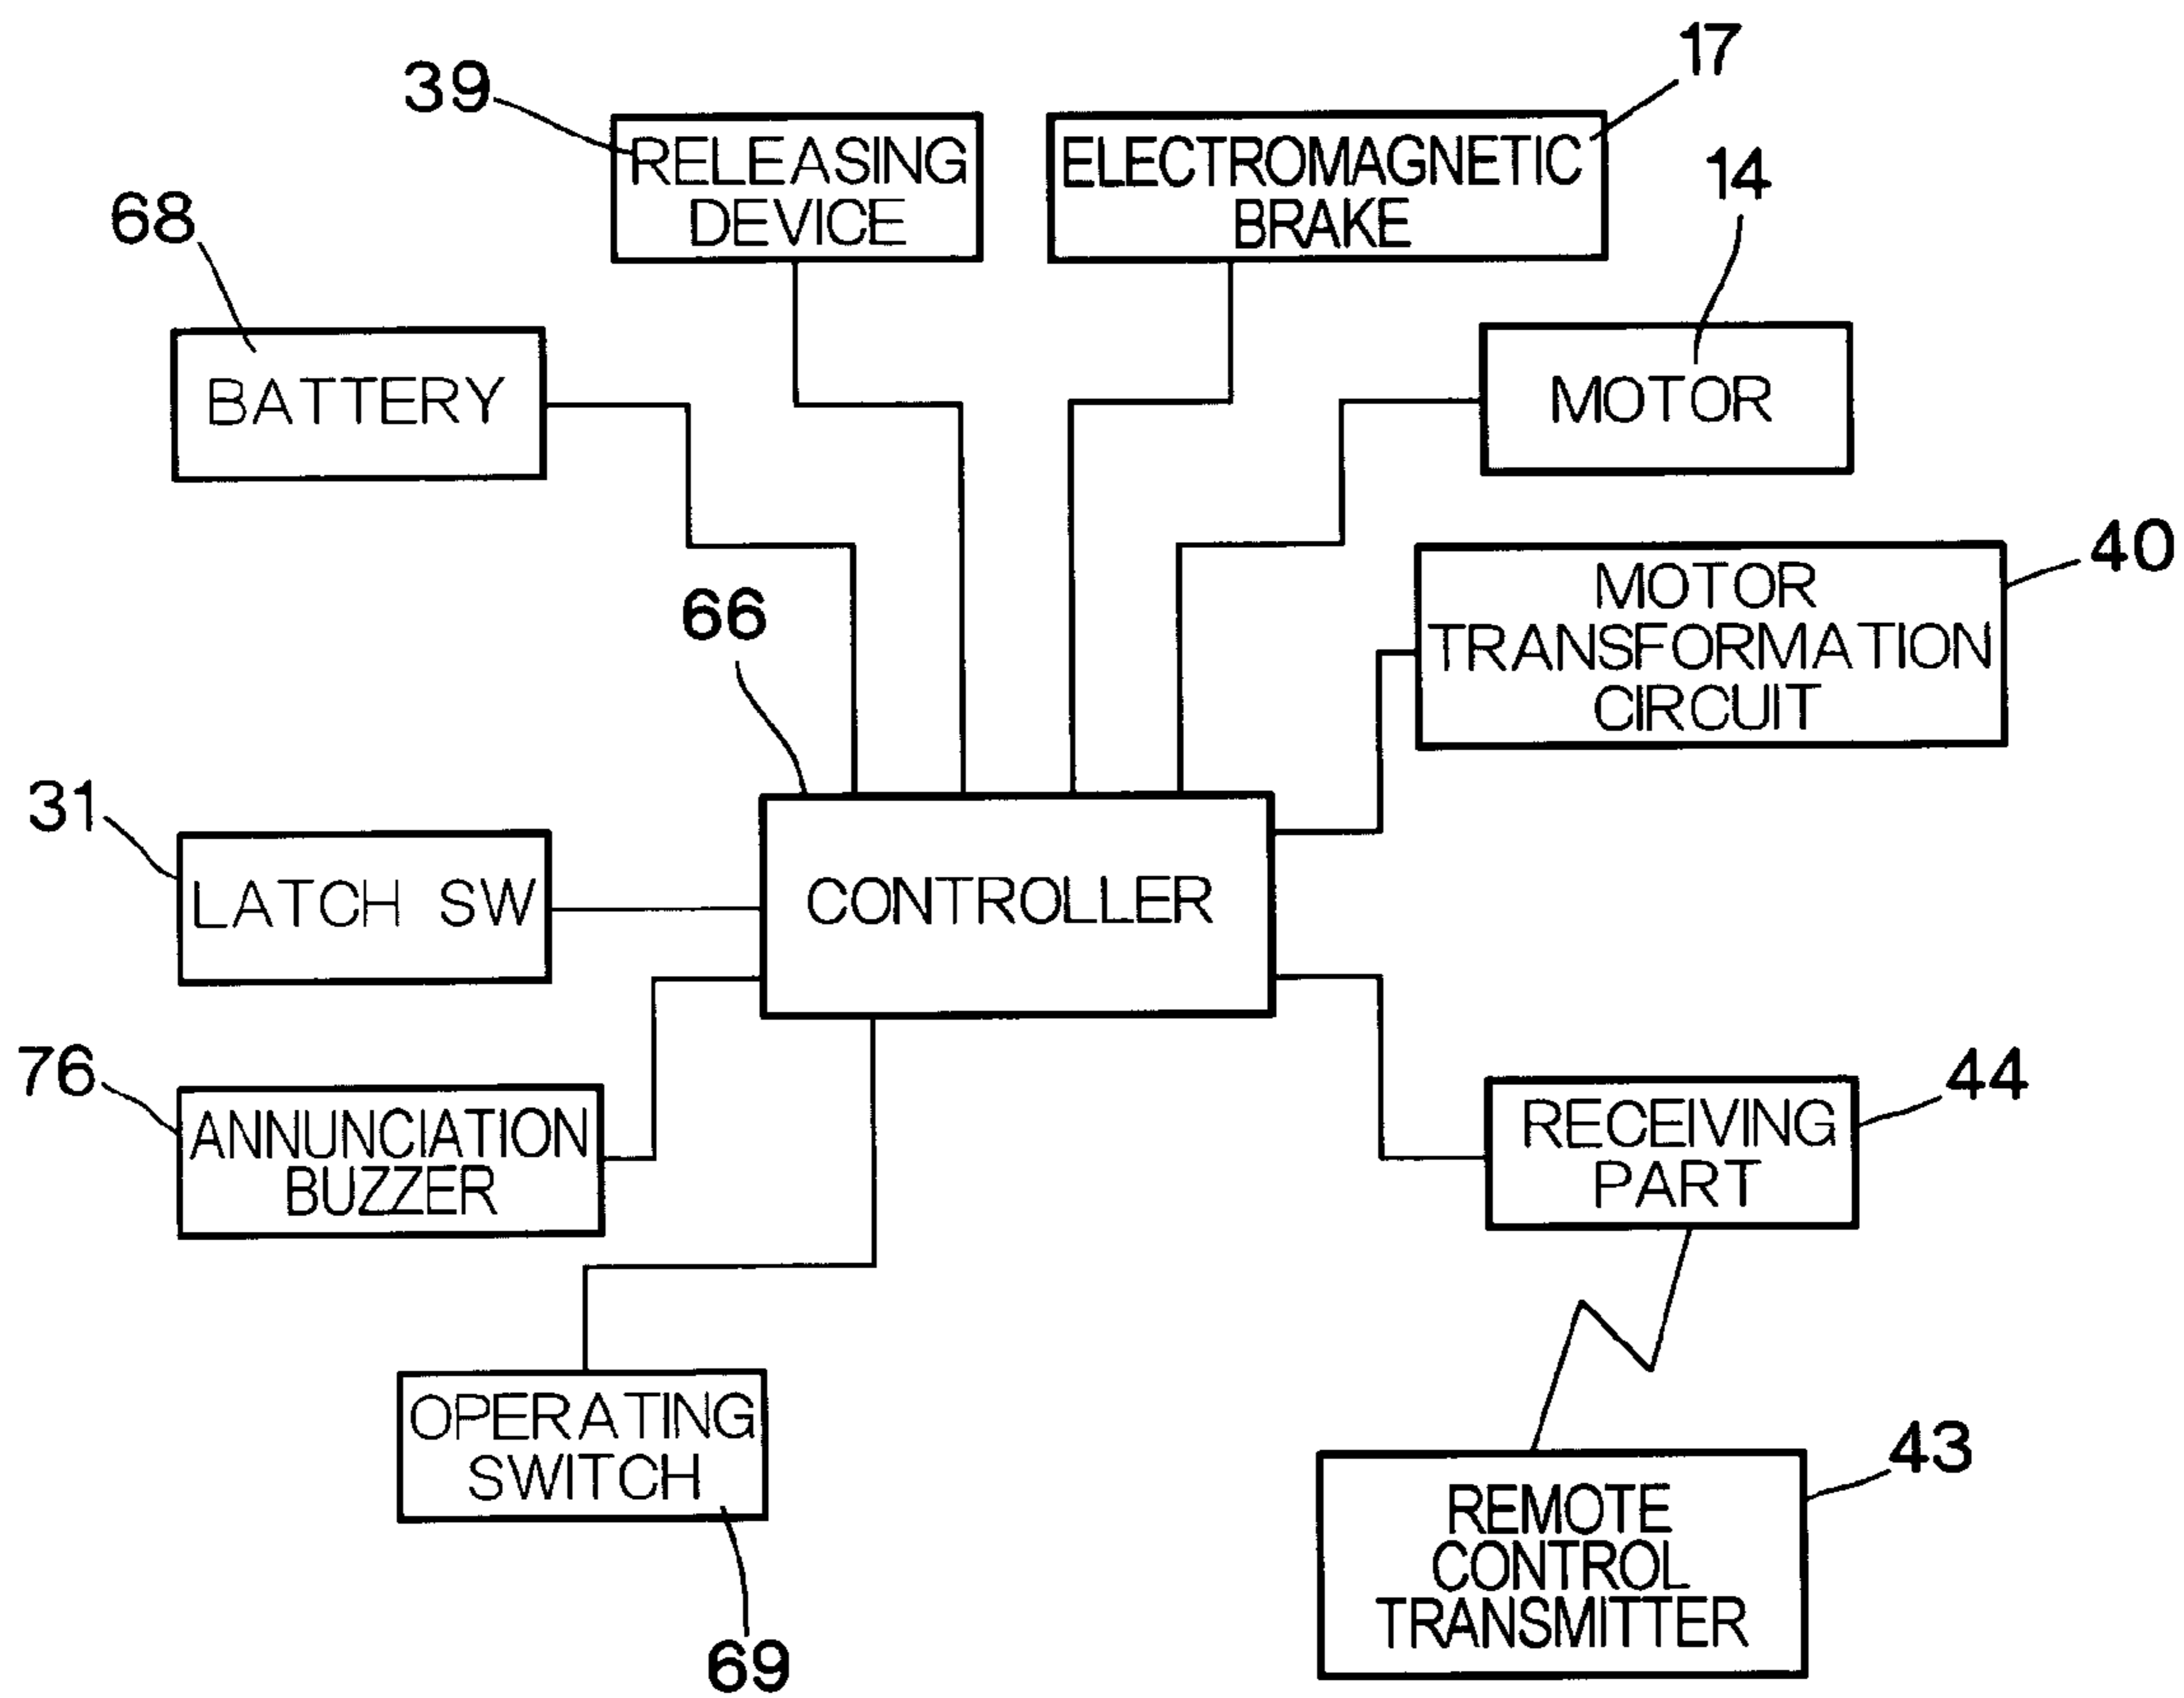 17
39
RELEASING
DEVICE
ELECTROMAGNETIC
BRAKE
14
68
BATTERY
MOTOR
40
MOTOR
TRANSFORMATION
CIRCUIT
66
31
LATCH SW
CONTROLLER
76
ANNUNCIATION
BUZZER
44
RECEIVING
PART
OPERATING
SWITCH
43
REMOTE
CONTROL
TRANSMITTER
69